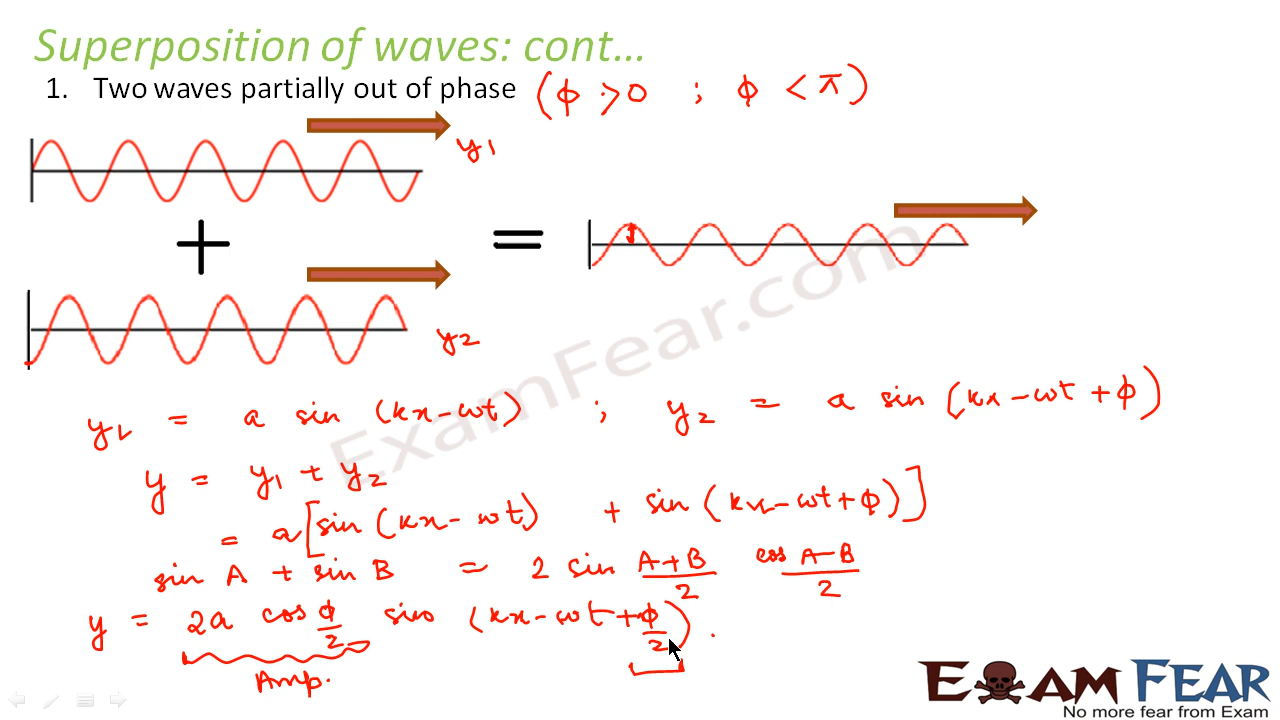 Superposition of waves: cont...
1. Two waves partially out of phase (ϕ > 0 ; ϕ < π)
y1
+
=
y2
ExamFear.com
y1 = a sin (kx - ωt) ; y2 = a sin (kx - ωt + ϕ)
y = y1 + y2
= a [sin (kx - ωt) + sin (kx - ωt + ϕ)]
sin A + sin B = 2 sin (A+B)/2 cos (A-B)/2
y = 2a cos ϕ/2 sin (kx - ωt + ϕ/2).
Amp.
EXAM FEAR
No more fear from Exam